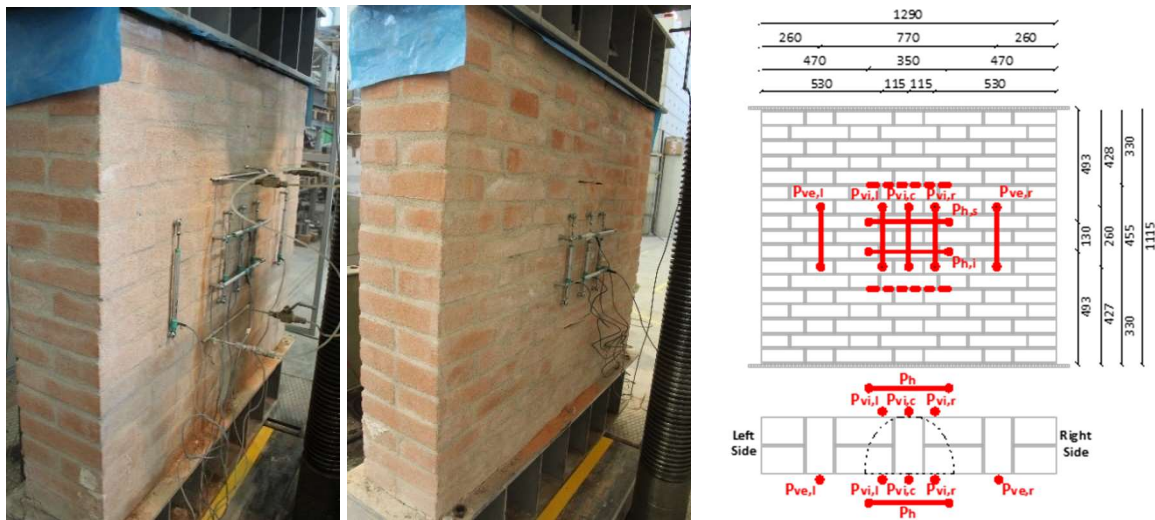 1290
260 770 260
470 350 470
530 115 115 530
493 130 493
428 260 427
330 455 330
1115
Pve,l Pvi,l Pvi,c Pvi,r Pve,r
Ph,s
Ph,i
Ph
Pvi,l Pvi,c Pvi,r
Left Side
Right Side
Pve,l Pvi,l Pvi,c Pvi,r Pve,r
Ph